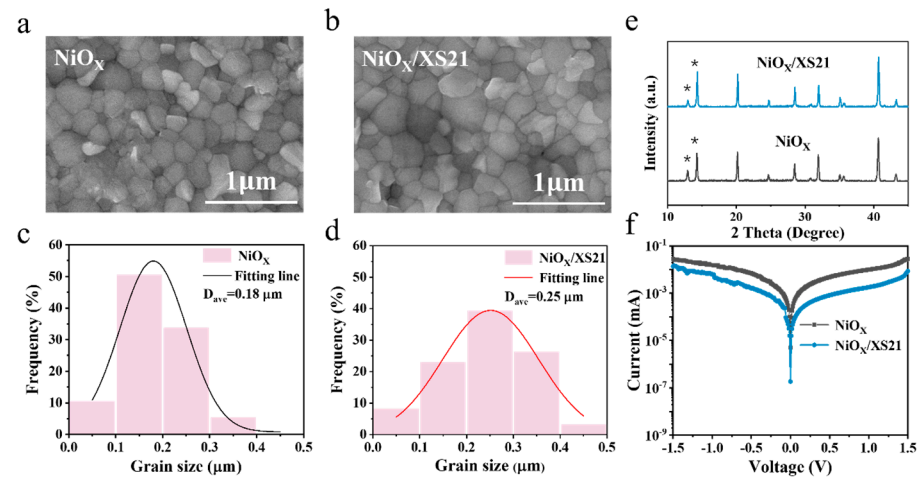 a
NiOₓ
1μm
b
NiOₓ/XS21
1μm
c
Frequency (%)
60
50
40
30
20
10
0
NiOₓ
Fitting line
Dₐᵥₑ=0.18 μm
0.0 0.1 0.2 0.3 0.4 0.5
Grain size (μm)
d
Frequency (%)
60
50
40
30
20
10
0
NiOₓ/XS21
Fitting line
Dₐᵥₑ=0.25 μm
0.0 0.1 0.2 0.3 0.4 0.5
Grain size (μm)
e
Intensity (a.u.)
* *
NiOₓ/XS21
* *
NiOₓ
10 20 30 40
2 Theta (Degree)
f
Current (mA)
10⁻¹
10⁻³
10⁻⁵
10⁻⁷
10⁻⁹
NiOₓ
NiOₓ/XS21
-1.5 -1.0 -0.5 0.0 0.5 1.0 1.5
Voltage (V)